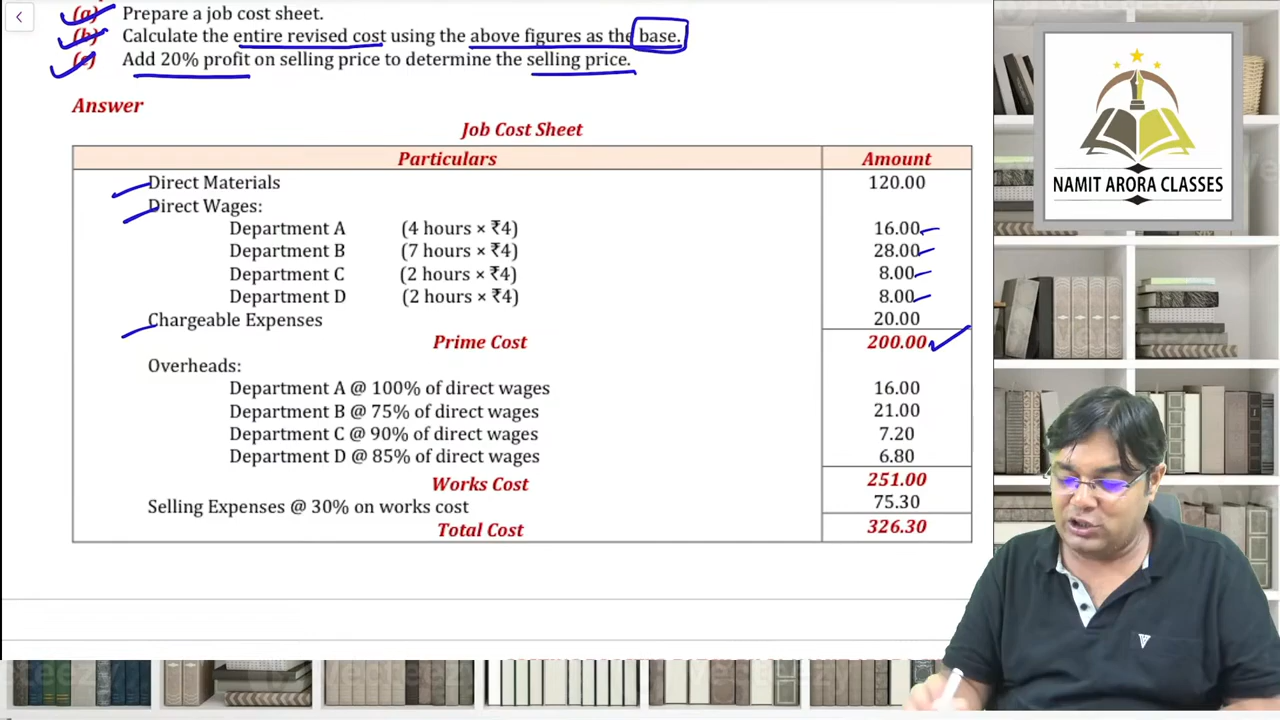 (a) Prepare a job cost sheet.
(b) Calculate the entire revised cost using the above figures as the base.
(c) Add 20% profit on selling price to determine the selling price.
Answer
Job Cost Sheet
Particulars Amount
Direct Materials 120.00
Direct Wages:
Department A (4 hours × ₹4) 16.00
Department B (7 hours × ₹4) 28.00
Department C (2 hours × ₹4) 8.00
Department D (2 hours × ₹4) 8.00
Chargeable Expenses 20.00
Prime Cost 200.00
Overheads:
Department A @ 100% of direct wages 16.00
Department B @ 75% of direct wages 21.00
Department C @ 90% of direct wages 7.20
Department D @ 85% of direct wages 6.80
Works Cost 251.00
Selling Expenses @ 30% on works cost 75.30
Total Cost 326.30
NAMIT ARORA CLASSES